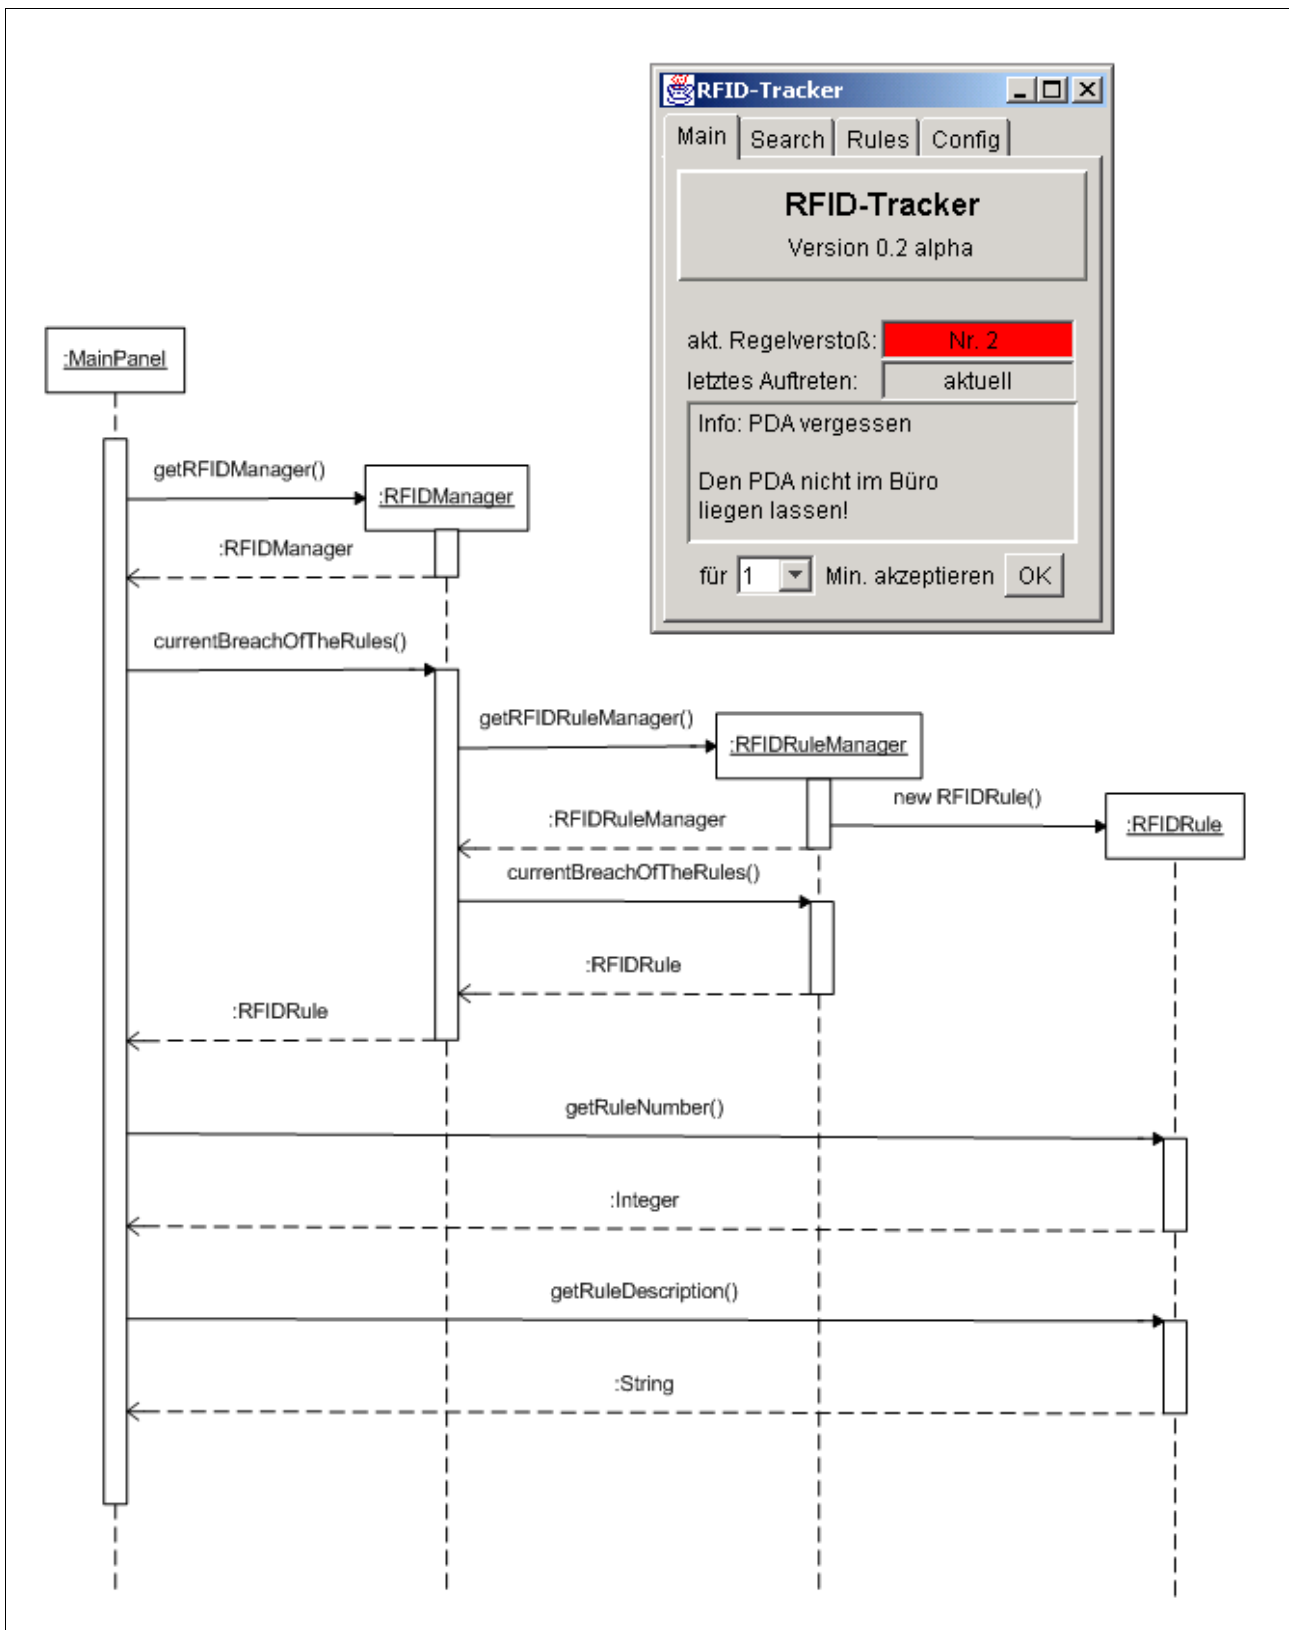 RFID-Tracker
Main Search Rules Config
RFID-Tracker
Version 0.2 alpha
akt. Regelverstoß: Nr. 2
letztes Auftreten: aktuell
Info: PDA vergessen
Den PDA nicht im Büro
liegen lassen!
für 1 Min. akzeptieren OK
:MainPanel
getRFIDManager()
:RFIDManager
:RFIDManager
currentBreachOfTheRules()
getRFIDRuleManager()
:RFIDRuleManager
new RFIDRule()
:RFIDRule
:RFIDRuleManager
currentBreachOfTheRules()
:RFIDRule
:RFIDRule
getRuleNumber()
:Integer
getRuleDescription()
:String